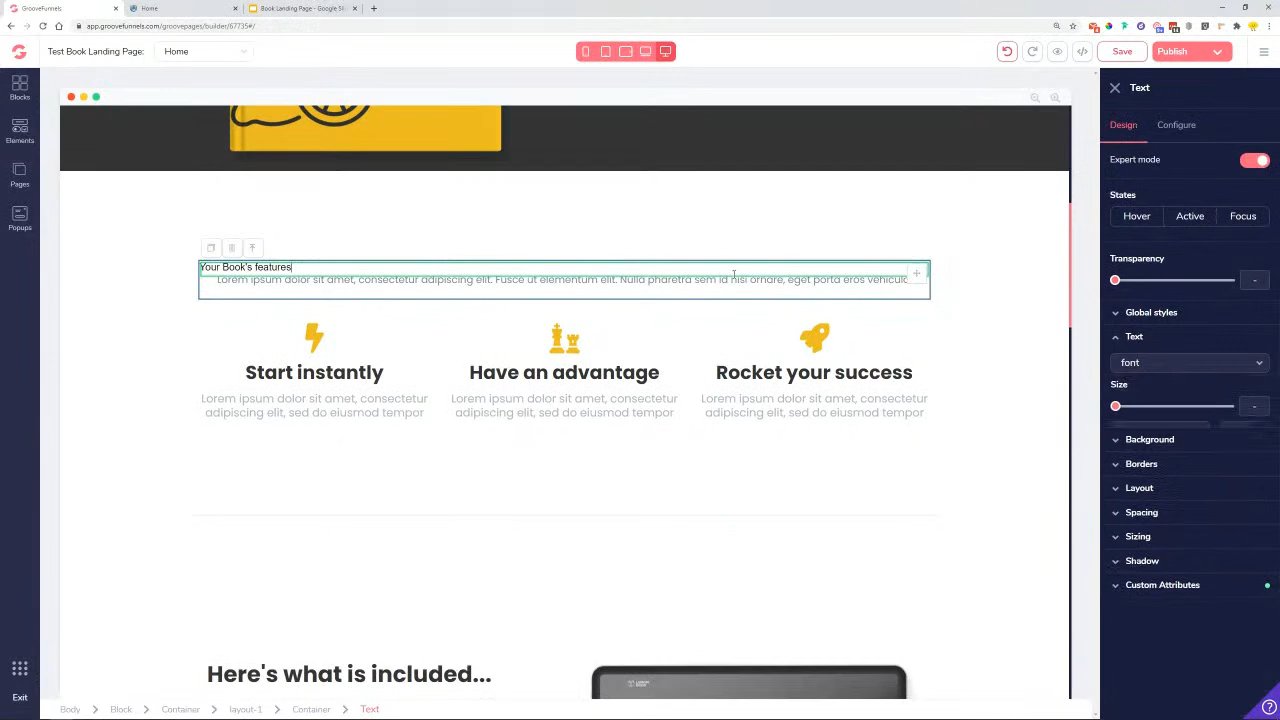 GrooveFunnels
Home
Book Landing Page - Google Sli
app.groovefunnels.com/groovepages/builder/67735#/
Test Book Landing Page:
Home
Save
Publish
Blocks
Elements
Pages
Popups
Exit
Your Book's features
Lorem ipsum dolor sit amet, consectetur adipiscing elit. Fusce ut elementum elit. Nulla pharetra sem id nisi ornare, eget porta eros vehicula
Start instantly
Have an advantage
Rocket your success
Lorem ipsum dolor sit amet, consectetur
adipiscing elit, sed do eiusmod tempor
Lorem ipsum dolor sit amet, consectetur
adipiscing elit, sed do eiusmod tempor
Lorem ipsum dolor sit amet, consectetur
adipiscing elit, sed do eiusmod tempor
Here's what is included...
Body
Block
Container
layout-1
Container
Text
Text
Design
Configure
Expert mode
States
Hover
Active
Focus
Transparency
-
Global styles
Text
font
Size
-
Background
Borders
Layout
Spacing
Sizing
Shadow
Custom Attributes
?